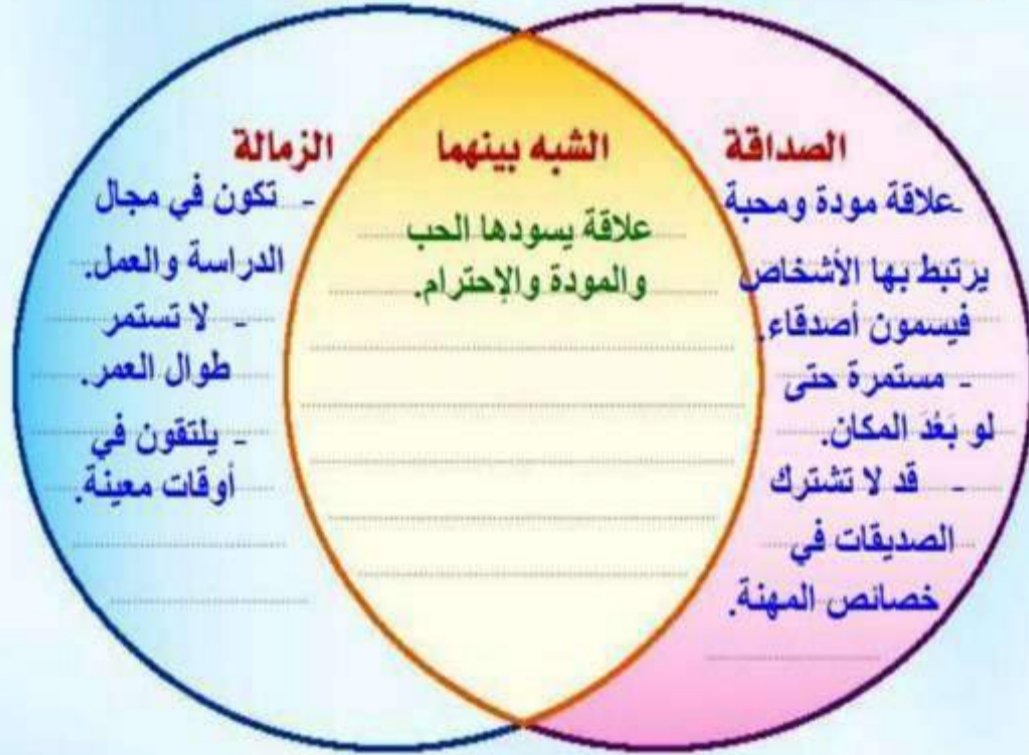 الصداقة
-علاقة مودة ومحبة
يرتبط بها الأشخاص
فيسمون أصدقاء.
- مستمرة حتى
لو بَعُدَ المكان.
- قد لا تشترك
الصديقات في
خصائص المهنة.
الشبه بينهما
علاقة يسودها الحب
والمودة والإحترام.
الزمالة
- تكون في مجال
الدراسة والعمل.
- لا تستمر
طوال العمر.
- يلتقون في
أوقات معينة.